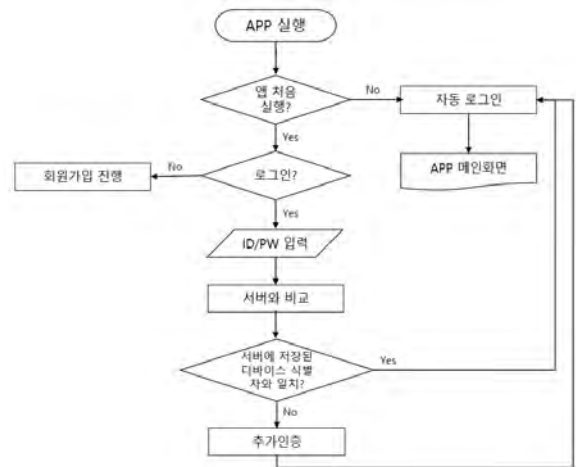 APP 실행
앱 처음
실행?
No
자동 로그인
Yes
APP 메인화면
회원가입 진행
No
로그인?
Yes
ID/PW 입력
서버와 비교
서버에 저장된
디바이스 식별
자와 일치?
Yes
No
추가인증